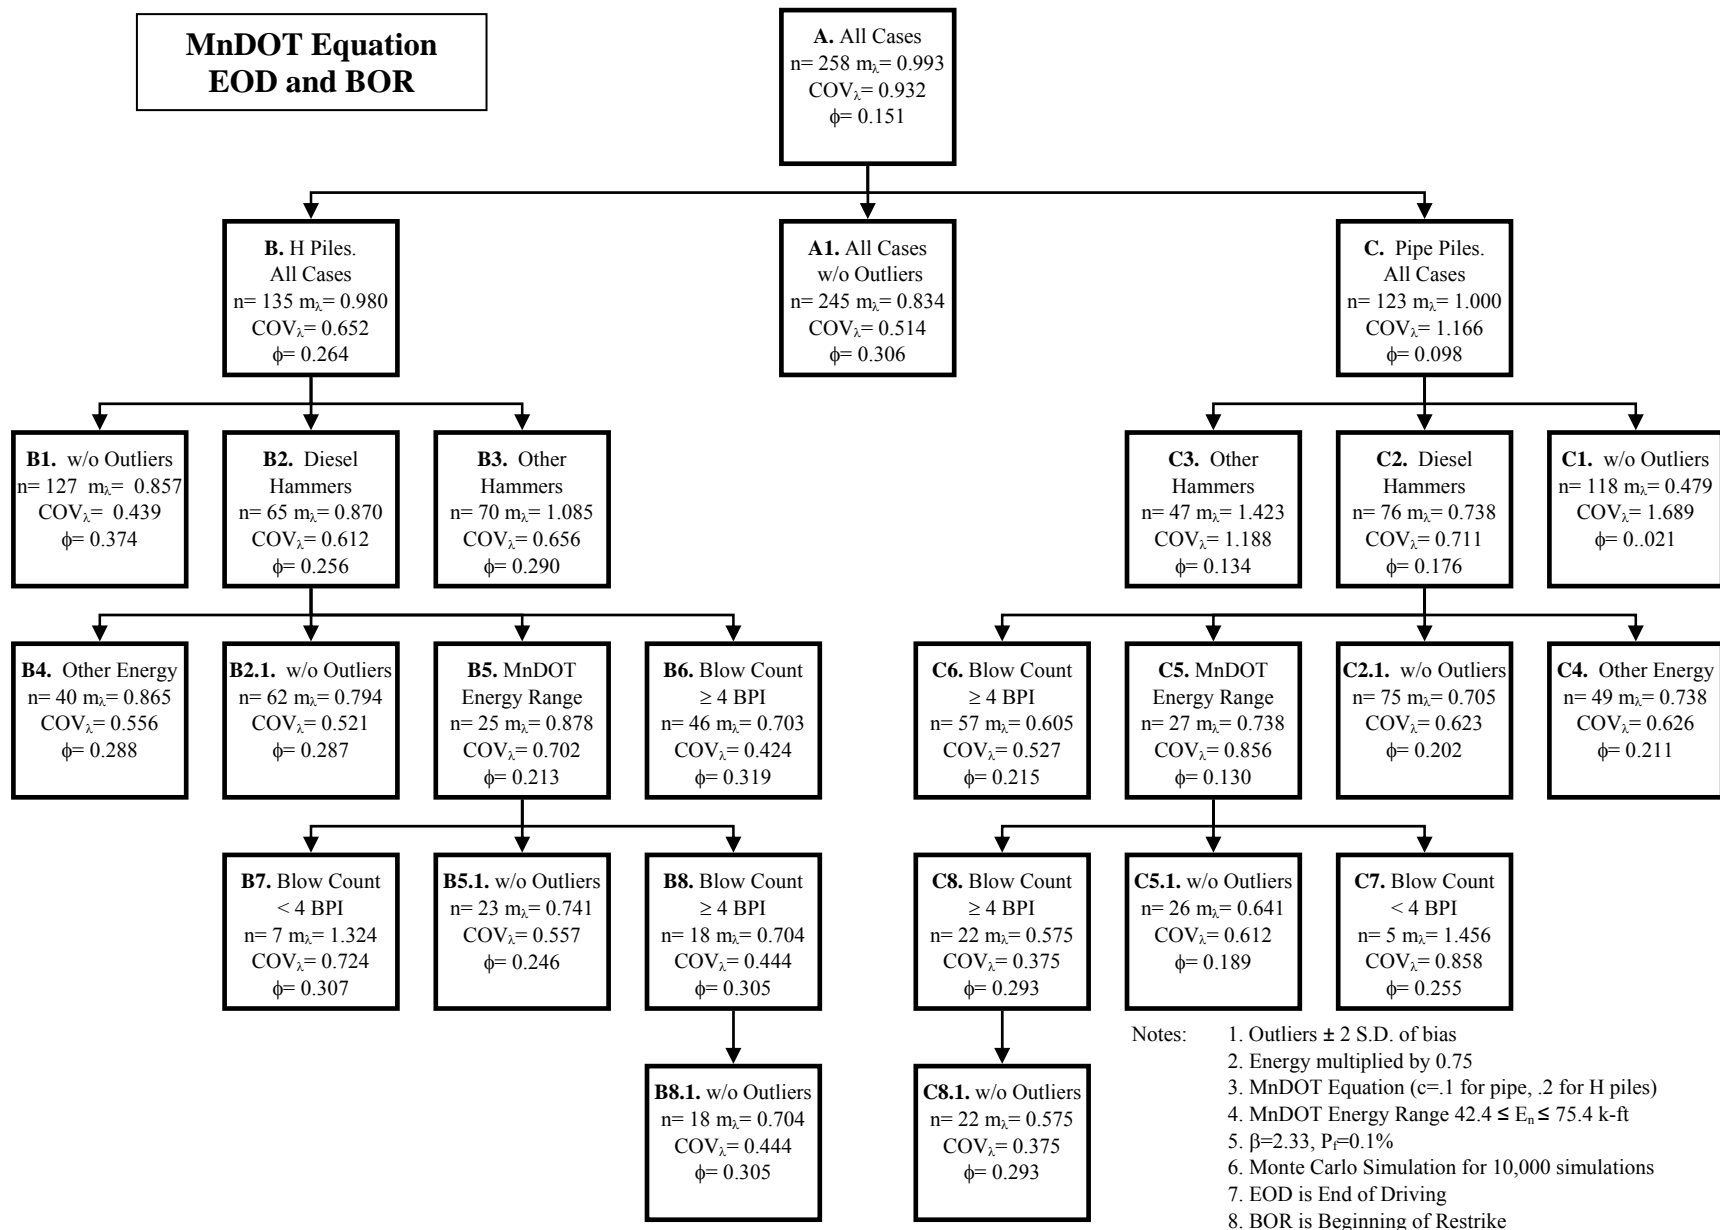 MnDOT Equation
EOD and BOR
A. All Cases
n= 258 mλ= 0.993
COVλ= 0.932
ϕ= 0.151
B. H Piles.
All Cases
n= 135 mλ= 0.980
COVλ= 0.652
ϕ= 0.264
A1. All Cases
w/o Outliers
n= 245 mλ= 0.834
COVλ= 0.514
ϕ= 0.306
C. Pipe Piles.
All Cases
n= 123 mλ= 1.000
COVλ= 1.166
ϕ= 0.098
B1. w/o Outliers
n= 127 mλ= 0.857
COVλ= 0.439
ϕ= 0.374
B2. Diesel
Hammers
n= 65 mλ= 0.870
COVλ= 0.612
ϕ= 0.256
B3. Other
Hammers
n= 70 mλ= 1.085
COVλ= 0.656
ϕ= 0.290
C3. Other
Hammers
n= 47 mλ= 1.423
COVλ= 1.188
ϕ= 0.134
C2. Diesel
Hammers
n= 76 mλ= 0.738
COVλ= 0.711
ϕ= 0.176
C1. w/o Outliers
n= 118 mλ= 0.479
COVλ= 1.689
ϕ= 0..021
B4. Other Energy
n= 40 mλ= 0.865
COVλ= 0.556
ϕ= 0.288
B2.1. w/o Outliers
n= 62 mλ= 0.794
COVλ= 0.521
ϕ= 0.287
B5. MnDOT
Energy Range
n= 25 mλ= 0.878
COVλ= 0.702
ϕ= 0.213
B6. Blow Count
≥ 4 BPI
n= 46 mλ= 0.703
COVλ= 0.424
ϕ= 0.319
C6. Blow Count
≥ 4 BPI
n= 57 mλ= 0.605
COVλ= 0.527
ϕ= 0.215
C5. MnDOT
Energy Range
n= 27 mλ= 0.738
COVλ= 0.856
ϕ= 0.130
C2.1. w/o Outliers
n= 75 mλ= 0.705
COVλ= 0.623
ϕ= 0.202
C4. Other Energy
n= 49 mλ= 0.738
COVλ= 0.626
ϕ= 0.211
B7. Blow Count
< 4 BPI
n= 7 mλ= 1.324
COVλ= 0.724
ϕ= 0.307
B5.1. w/o Outliers
n= 23 mλ= 0.741
COVλ= 0.557
ϕ= 0.246
B8. Blow Count
≥ 4 BPI
n= 18 mλ= 0.704
COVλ= 0.444
ϕ= 0.305
C8. Blow Count
≥ 4 BPI
n= 22 mλ= 0.575
COVλ= 0.375
ϕ= 0.293
C5.1. w/o Outliers
n= 26 mλ= 0.641
COVλ= 0.612
ϕ= 0.189
C7. Blow Count
< 4 BPI
n= 5 mλ= 1.456
COVλ= 0.858
ϕ= 0.255
B8.1. w/o Outliers
n= 18 mλ= 0.704
COVλ= 0.444
ϕ= 0.305
C8.1. w/o Outliers
n= 22 mλ= 0.575
COVλ= 0.375
ϕ= 0.293
Notes: 1. Outliers ± 2 S.D. of bias
2. Energy multiplied by 0.75
3. MnDOT Equation (c=.1 for pipe, .2 for H piles)
4. MnDOT Energy Range 42.4 ≤ En ≤ 75.4 k-ft
5. β=2.33, Pf=0.1%
6. Monte Carlo Simulation for 10,000 simulations
7. EOD is End of Driving
8. BOR is Beginning of Restrike